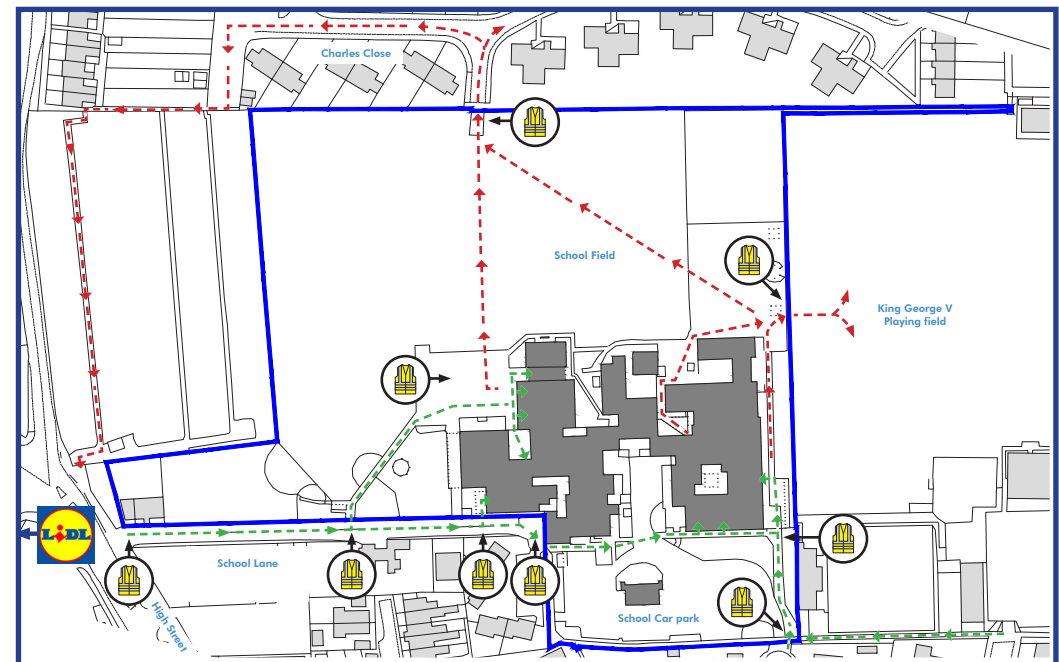 Charles Close
School Field
King George V
Playing field
LIDL
School Lane
High Street
School Car park